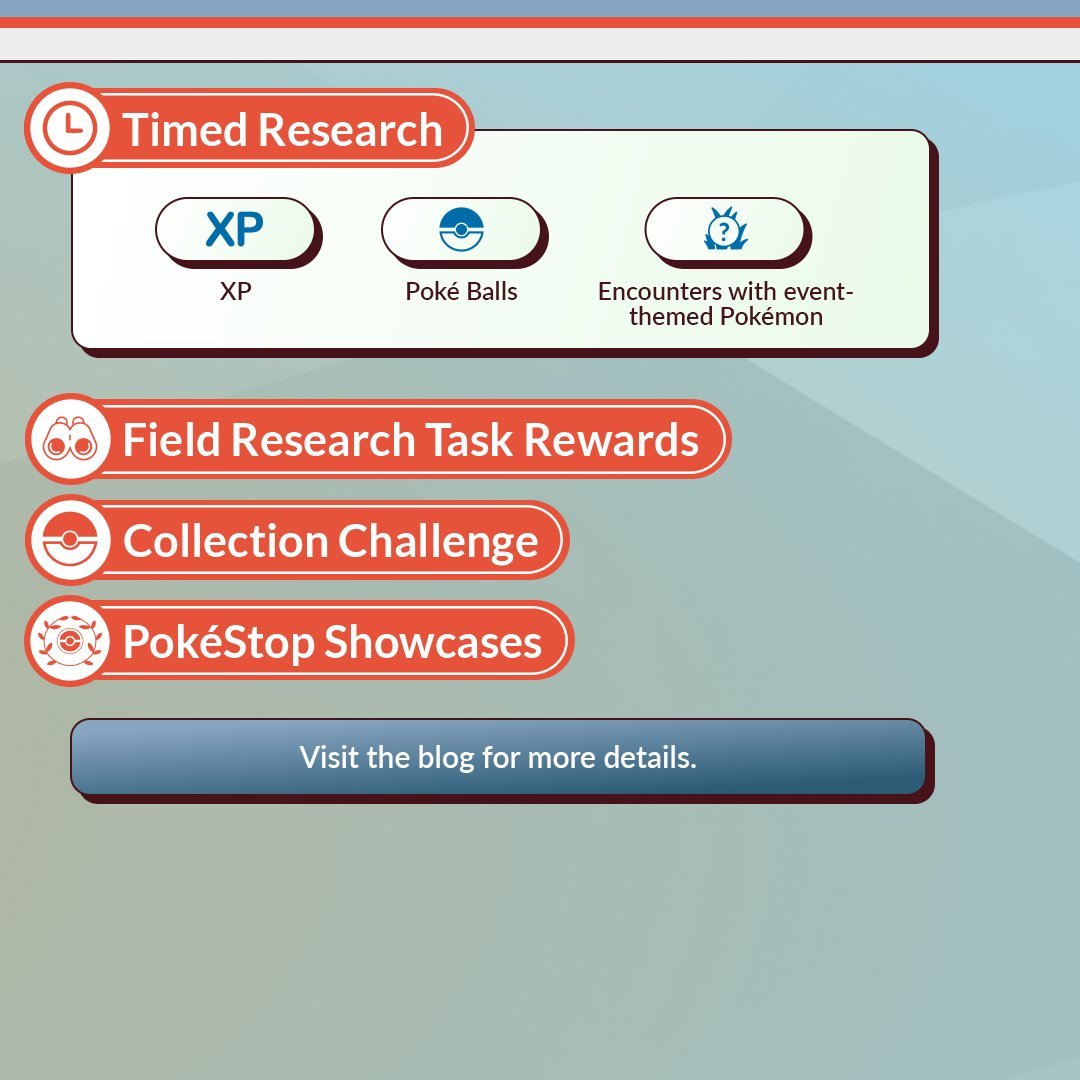 Timed Research
XP
?
XP
Poké Balls
Encounters with event-
themed Pokémon
Field Research Task Rewards
Collection Challenge
PokéStop Showcases
Visit the blog for more details.